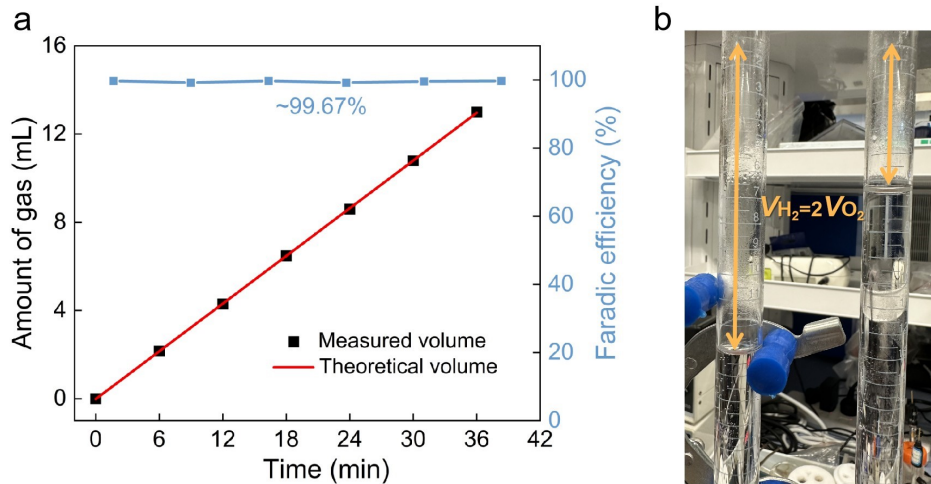 a
16
12
8
4
0
Amount of gas (mL)
~99.67%
Measured volume
Theoretical volume
0 6 12 18 24 30 36 42
Time (min)
100
80
60
40
20
0
Faradic efficiency (%)
b
VH₂=2VO₂